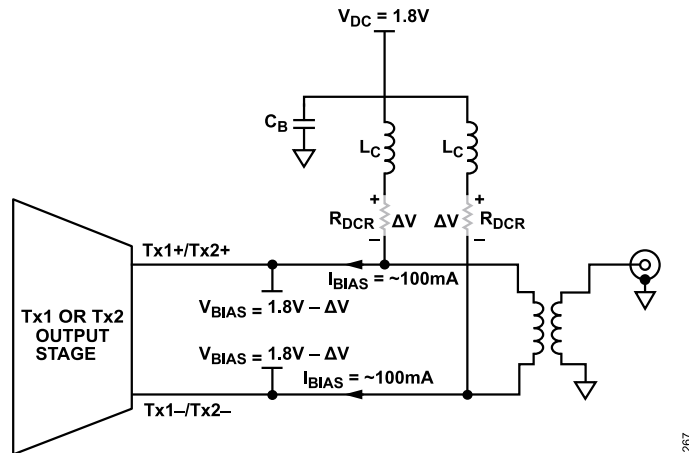 V_DC = 1.8V
C_B
L_C
L_C
+
+
R_DCR
ΔV
ΔV
R_DCR
–
–
Tx1+/Tx2+
I_BIAS = ~100mA
V_BIAS = 1.8V – ΔV
Tx1 OR Tx2
OUTPUT
STAGE
V_BIAS = 1.8V – ΔV
I_BIAS = ~100mA
Tx1–/Tx2–
267